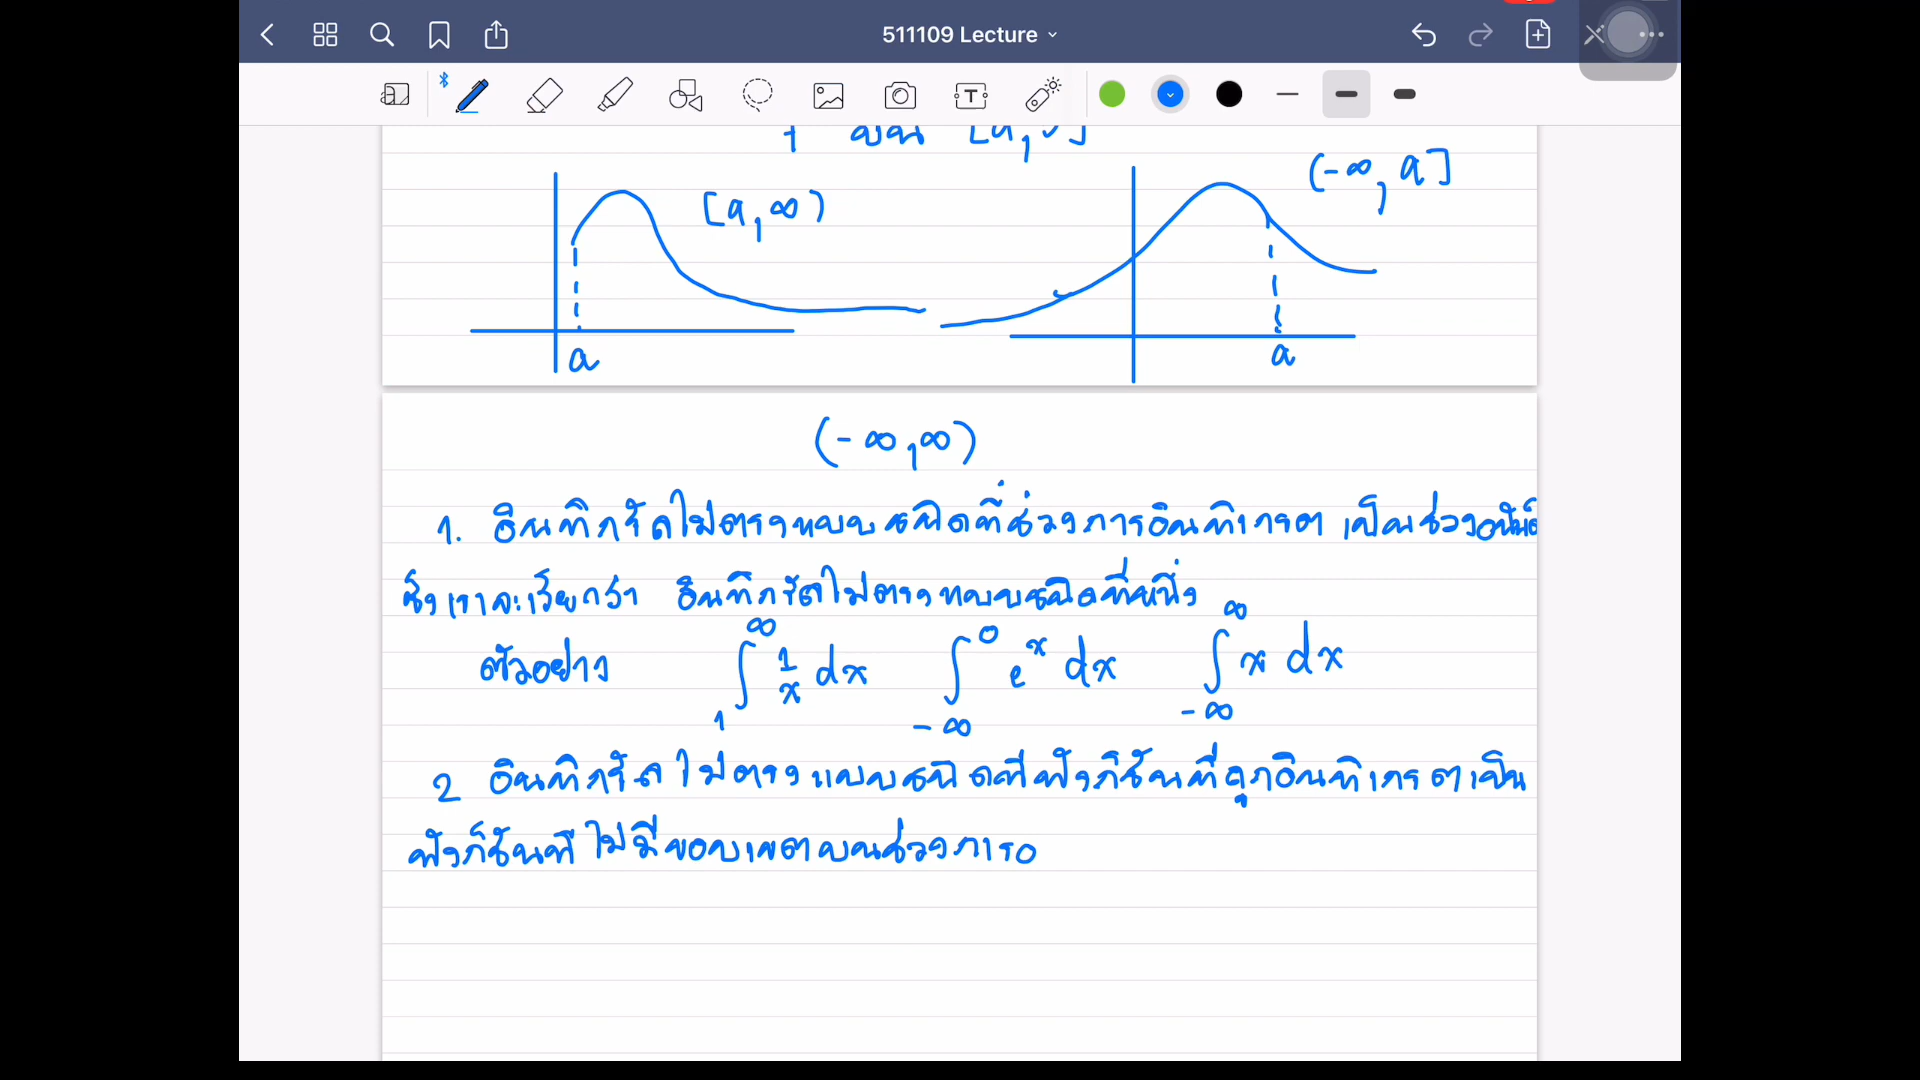 511109 Lecture
f บน [a, b]
[a, ∞)
(-∞, a]
a
a
(-∞, ∞)
1. อินทิกรัลไม่ตรงแบบชนิดที่ช่วงการอินทิเกรต เป็นช่วงอนันต์
ซึ่งเราจะเรียกว่า อินทิกรัลไม่ตรงแบบชนิดที่หนึ่ง
ตัวอย่าง ∫₁^∞ 1/x dx ∫_{-∞}^0 e^x dx ∫_{-∞}^∞ x dx
2 อินทิกรัลไม่ตรงแบบชนิดที่ฟังก์ชันที่ถูกอินทิเกรตเป็น
ฟังก์ชันที่ไม่มีขอบเขตบนช่วงการอ